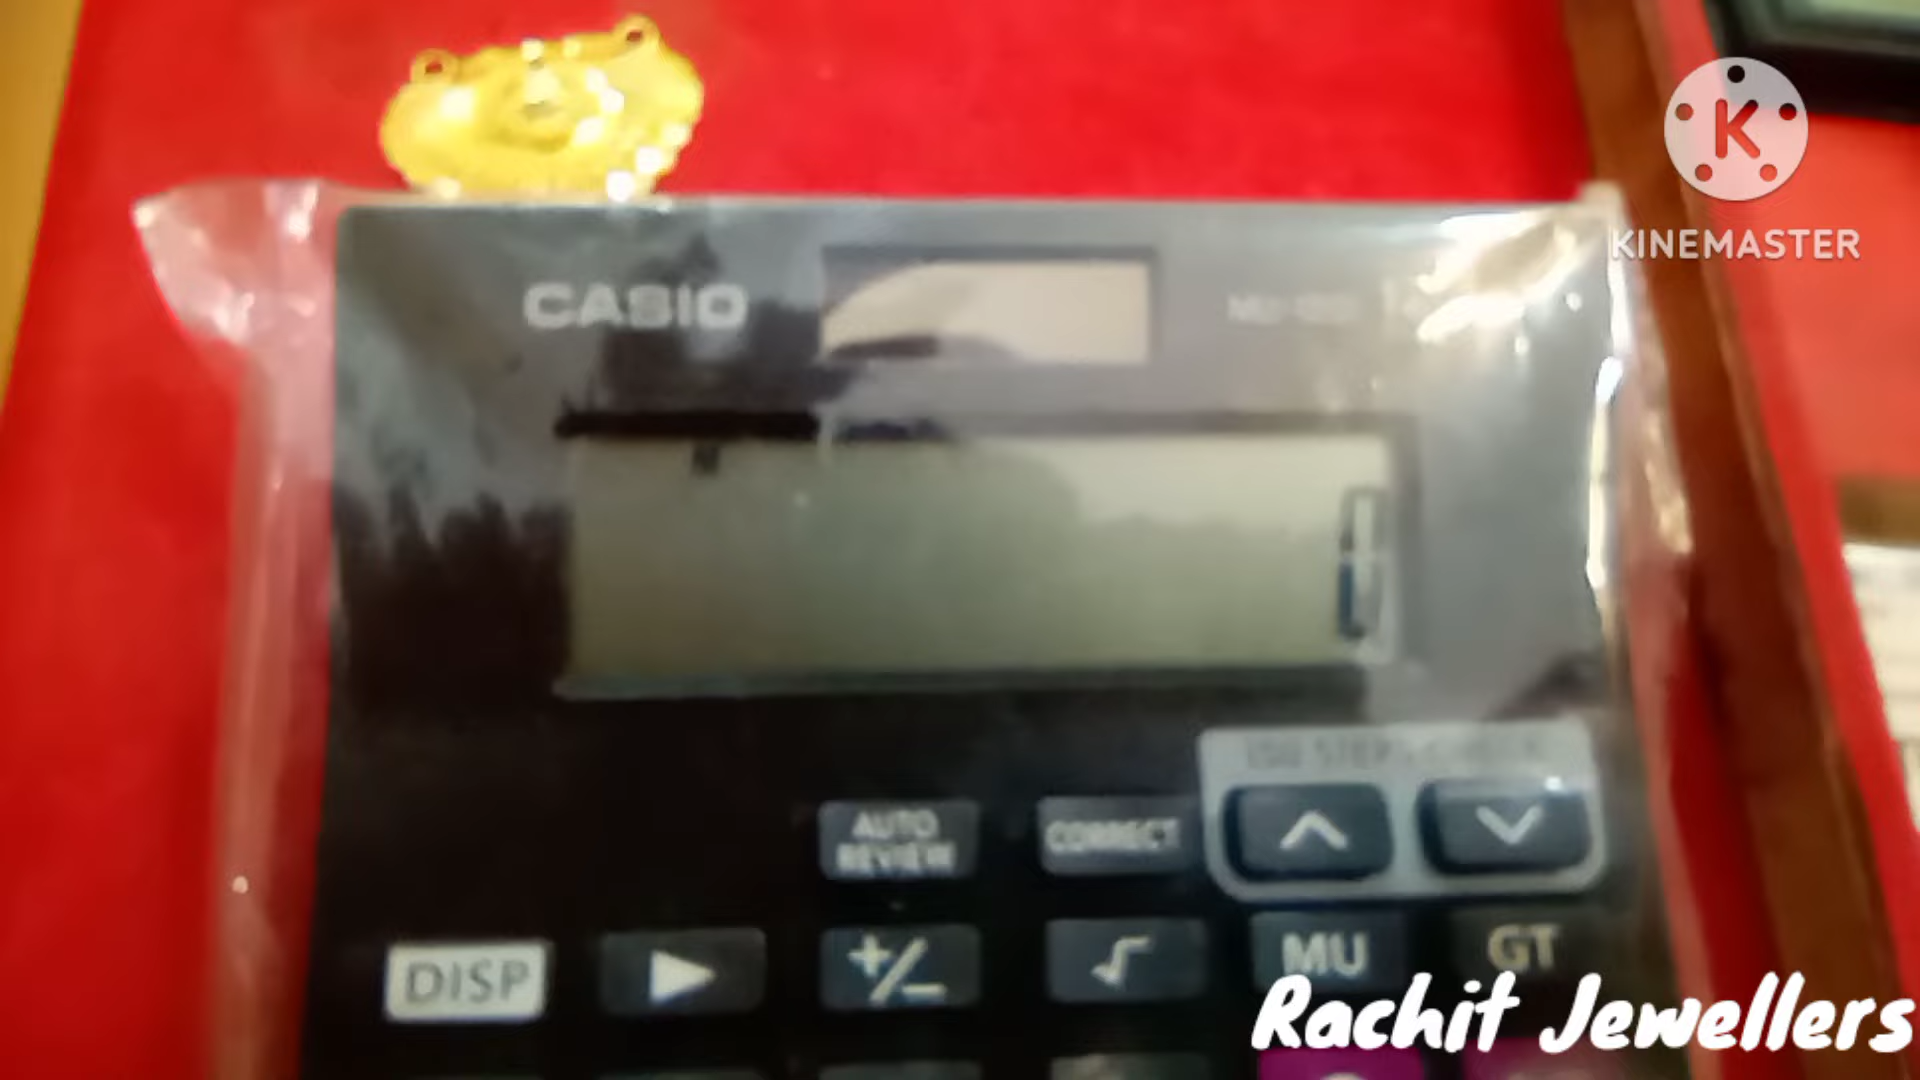 K
KINEMASTER
CASIO
AUTO
REVIEW
CORRECT
DISP
MU
GT
Rachit Jewellers